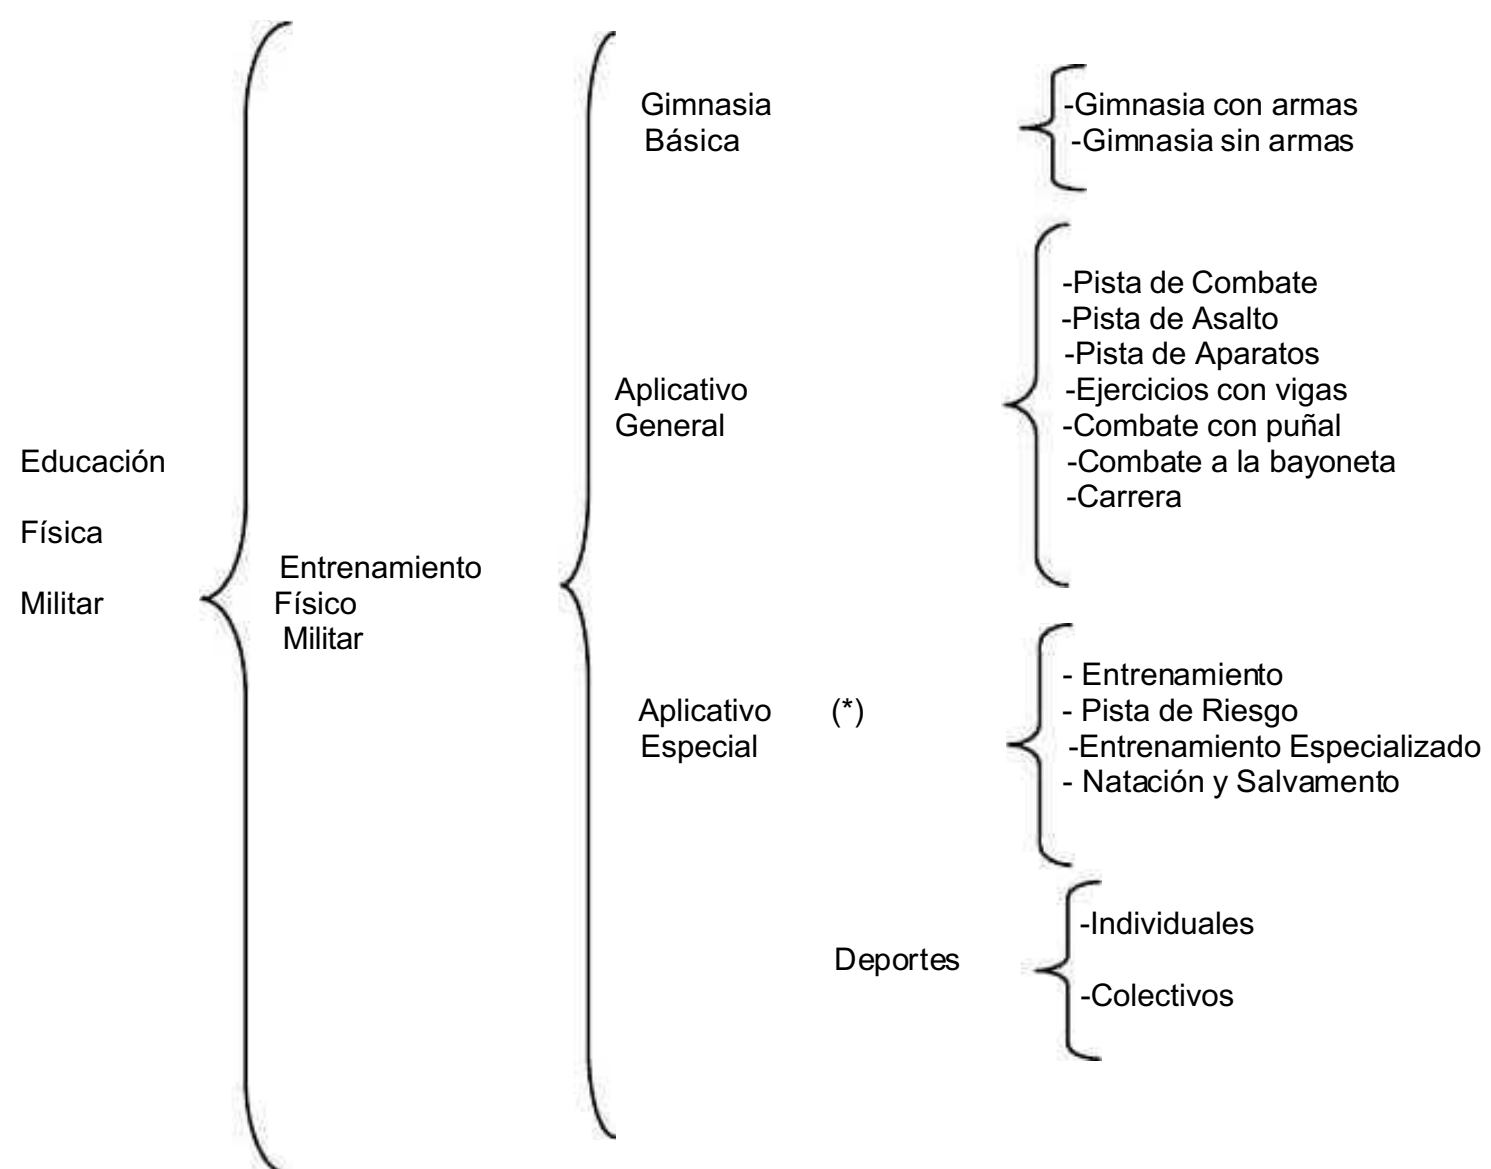 Educación
Física
Militar
Entrenamiento
Físico
Militar
Gimnasia
Básica
-Gimnasia con armas
-Gimnasia sin armas
Aplicativo
General
-Pista de Combate
-Pista de Asalto
-Pista de Aparatos
-Ejercicios con vigas
-Combate con puñal
-Combate a la bayoneta
-Carrera
Aplicativo (*)
Especial
- Entrenamiento
- Pista de Riesgo
-Entrenamiento Especializado
- Natación y Salvamento
Deportes
-Individuales
-Colectivos